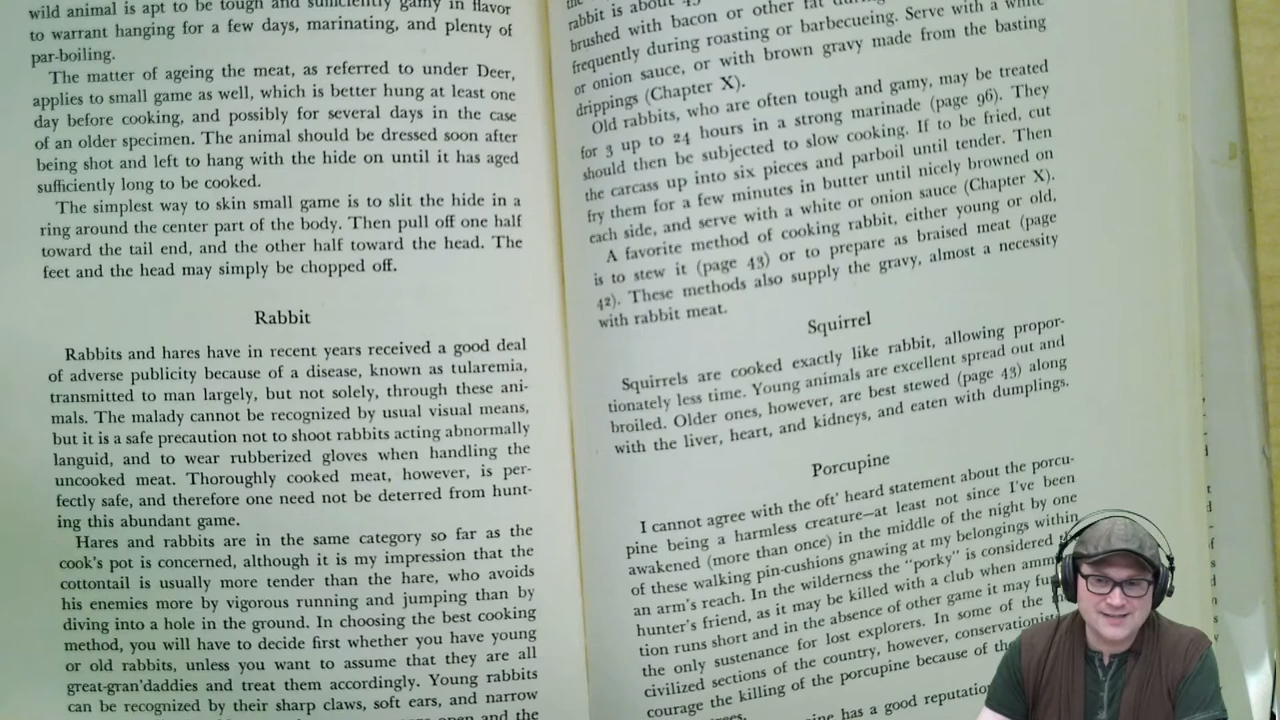 wild animal is apt to be tough and sufficiently gamy in flavor
to warrant hanging for a few days, marinating, and plenty of
par-boiling.
The matter of ageing the meat, as referred to under Deer,
applies to small game as well, which is better hung at least one
day before cooking, and possibly for several days in the case
of an older specimen. The animal should be dressed soon after
being shot and left to hang with the hide on until it has aged
sufficiently long to be cooked.
The simplest way to skin small game is to slit the hide in a
ring around the center part of the body. Then pull off one half
toward the tail end, and the other half toward the head. The
feet and the head may simply be chopped off.
Rabbit
Rabbits and hares have in recent years received a good deal
of adverse publicity because of a disease, known as tularemia,
transmitted to man largely, but not solely, through these ani-
mals. The malady cannot be recognized by usual visual means,
but it is a safe precaution not to shoot rabbits acting abnormally
languid, and to wear rubberized gloves when handling the
uncooked meat. Thoroughly cooked meat, however, is per-
fectly safe, and therefore one need not be deterred from hunt-
ing this abundant game.
Hares and rabbits are in the same category so far as the
cook's pot is concerned, although it is my impression that the
cottontail is usually more tender than the hare, who avoids
his enemies more by vigorous running and jumping than by
diving into a hole in the ground. In choosing the best cooking
method, you will have to decide first whether you have young
or old rabbits, unless you want to assume that they are all
great-gran'daddies and treat them accordingly. Young rabbits
can be recognized by their sharp claws, soft ears, and narrow
open and the
rabbit is about 45
brushed with bacon or other fat
frequently during roasting or barbecueing. Serve with a white
or onion sauce, or with brown gravy made from the basting
drippings (Chapter X).
Old rabbits, who are often tough and gamy, may be treated
for 3 up to 24 hours in a strong marinade (page 96). They
should then be subjected to slow cooking. If to be fried, cut
the carcass up into six pieces and parboil until tender. Then
fry them for a few minutes in butter until nicely browned on
each side, and serve with a white or onion sauce (Chapter X).
A favorite method of cooking rabbit, either young or old,
is to stew it (page 43) or to prepare as braised meat (page
42). These methods also supply the gravy, almost a necessity
with rabbit meat.
Squirrel
Squirrels are cooked exactly like rabbit, allowing propor-
tionately less time. Young animals are excellent spread out and
broiled. Older ones, however, are best stewed (page 43) along
with the liver, heart, and kidneys, and eaten with dumplings.
Porcupine
I cannot agree with the oft' heard statement about the porcu-
pine being a harmless creature—at least not since I've been
awakened (more than once) in the middle of the night by one
of these walking pin-cushions gnawing at my belongings within
an arm's reach. In the wilderness the "porky" is considered
hunter's friend, as it may be killed with a club when
tion runs short and in the absence of other game it may
the only sustenance for lost explorers. In some of the
civilized sections of the country, however,
courage the killing of the porcupine because of
has a good